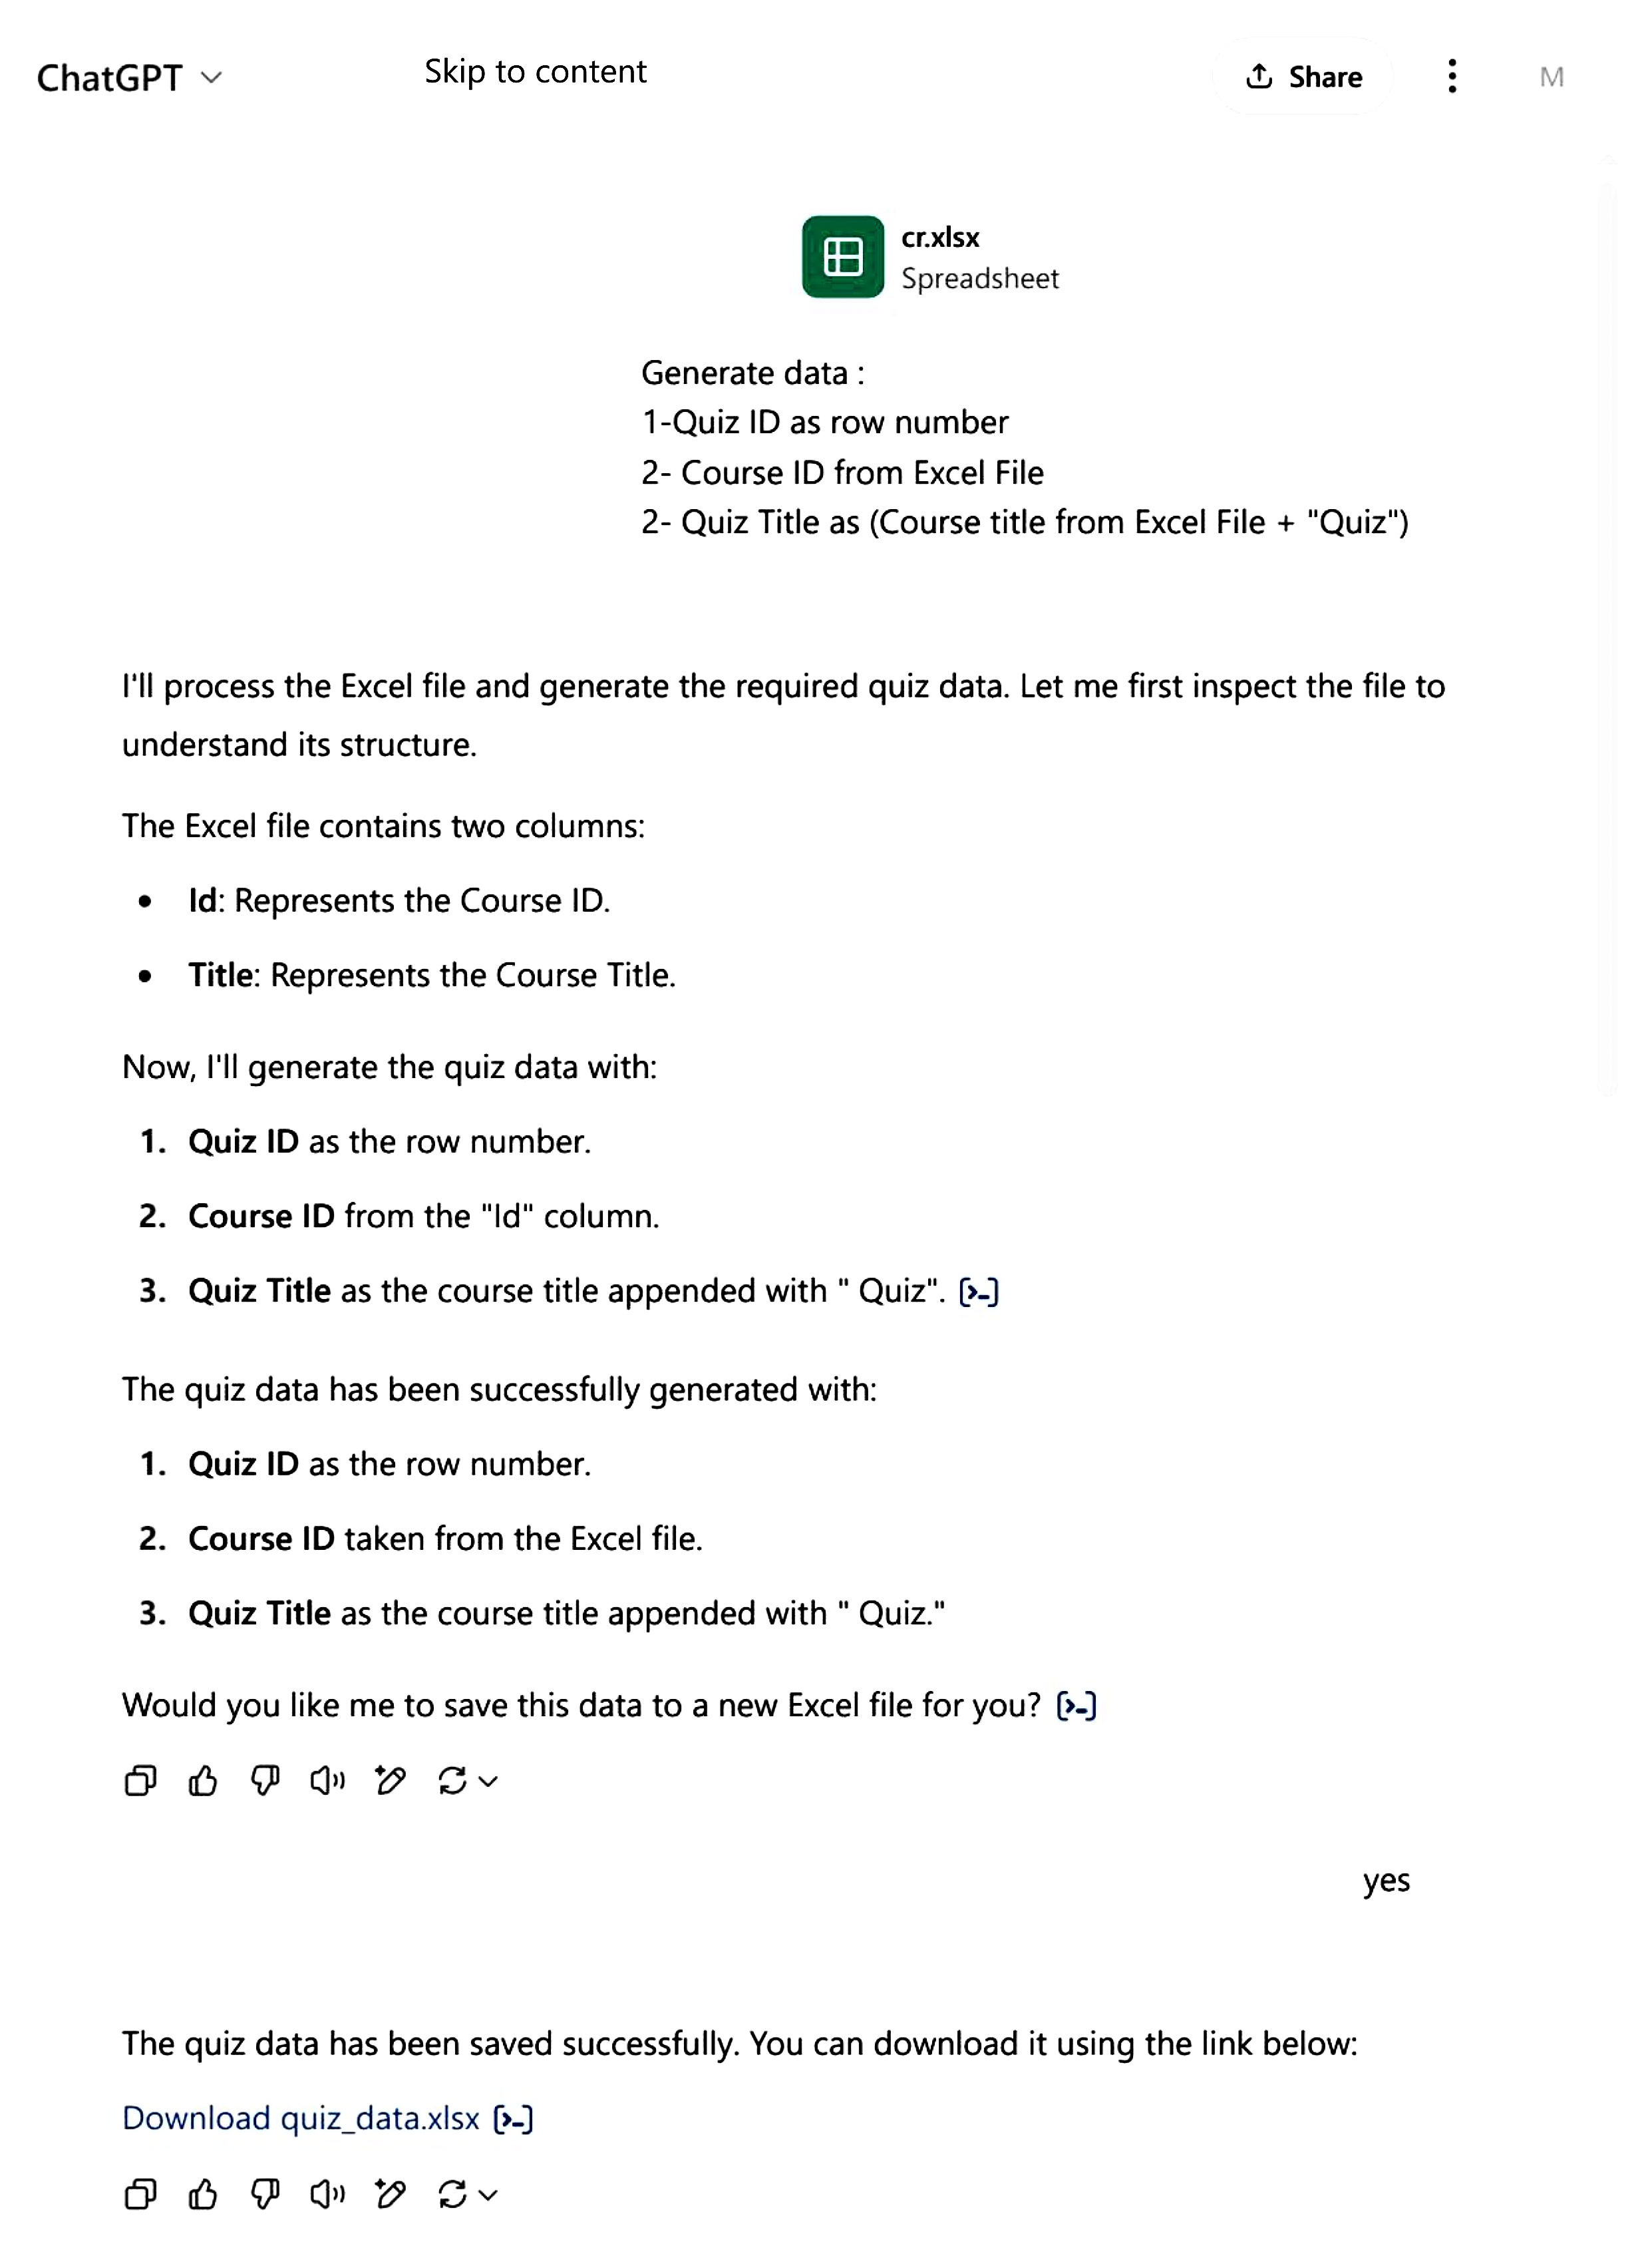 ChatGPT
Skip to content
Share
M
cr.xlsx
Spreadsheet
Generate data :
1-Quiz ID as row number
2- Course ID from Excel File
2- Quiz Title as (Course title from Excel File + "Quiz")
I'll process the Excel file and generate the required quiz data. Let me first inspect the file to
understand its structure.
The Excel file contains two columns:
• Id: Represents the Course ID.
• Title: Represents the Course Title.
Now, I'll generate the quiz data with:
1. Quiz ID as the row number.
2. Course ID from the "Id" column.
3. Quiz Title as the course title appended with " Quiz".
The quiz data has been successfully generated with:
1. Quiz ID as the row number.
2. Course ID taken from the Excel file.
3. Quiz Title as the course title appended with " Quiz."
Would you like me to save this data to a new Excel file for you?
yes
The quiz data has been saved successfully. You can download it using the link below:
Download quiz_data.xlsx